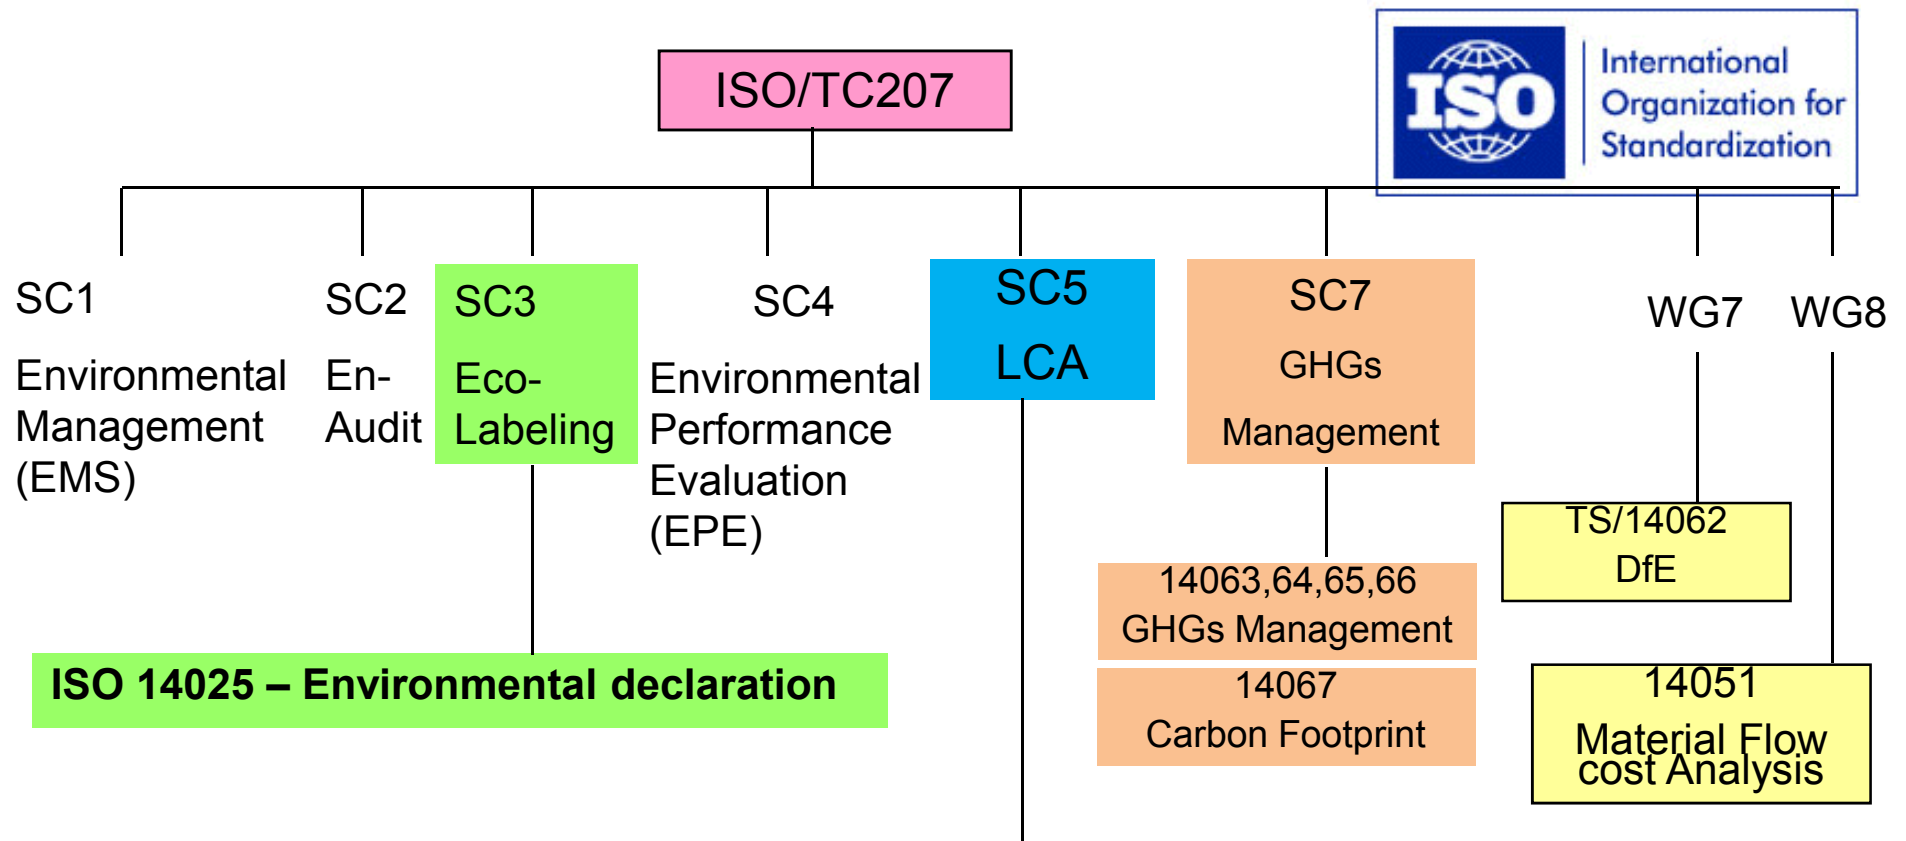 ISO/TC207
ISO
International
Organization for
Standardization
SC1
Environmental
Management
(EMS)
SC2
En-
Audit
SC3
Eco-
Labeling
SC4
Environmental
Performance
Evaluation
(EPE)
SC5
LCA
SC7
GHGs
Management
WG7
WG8
TS/14062
DfE
14063,64,65,66
GHGs Management
14067
Carbon Footprint
14051
Material Flow
cost Analysis
ISO 14025 – Environmental declaration